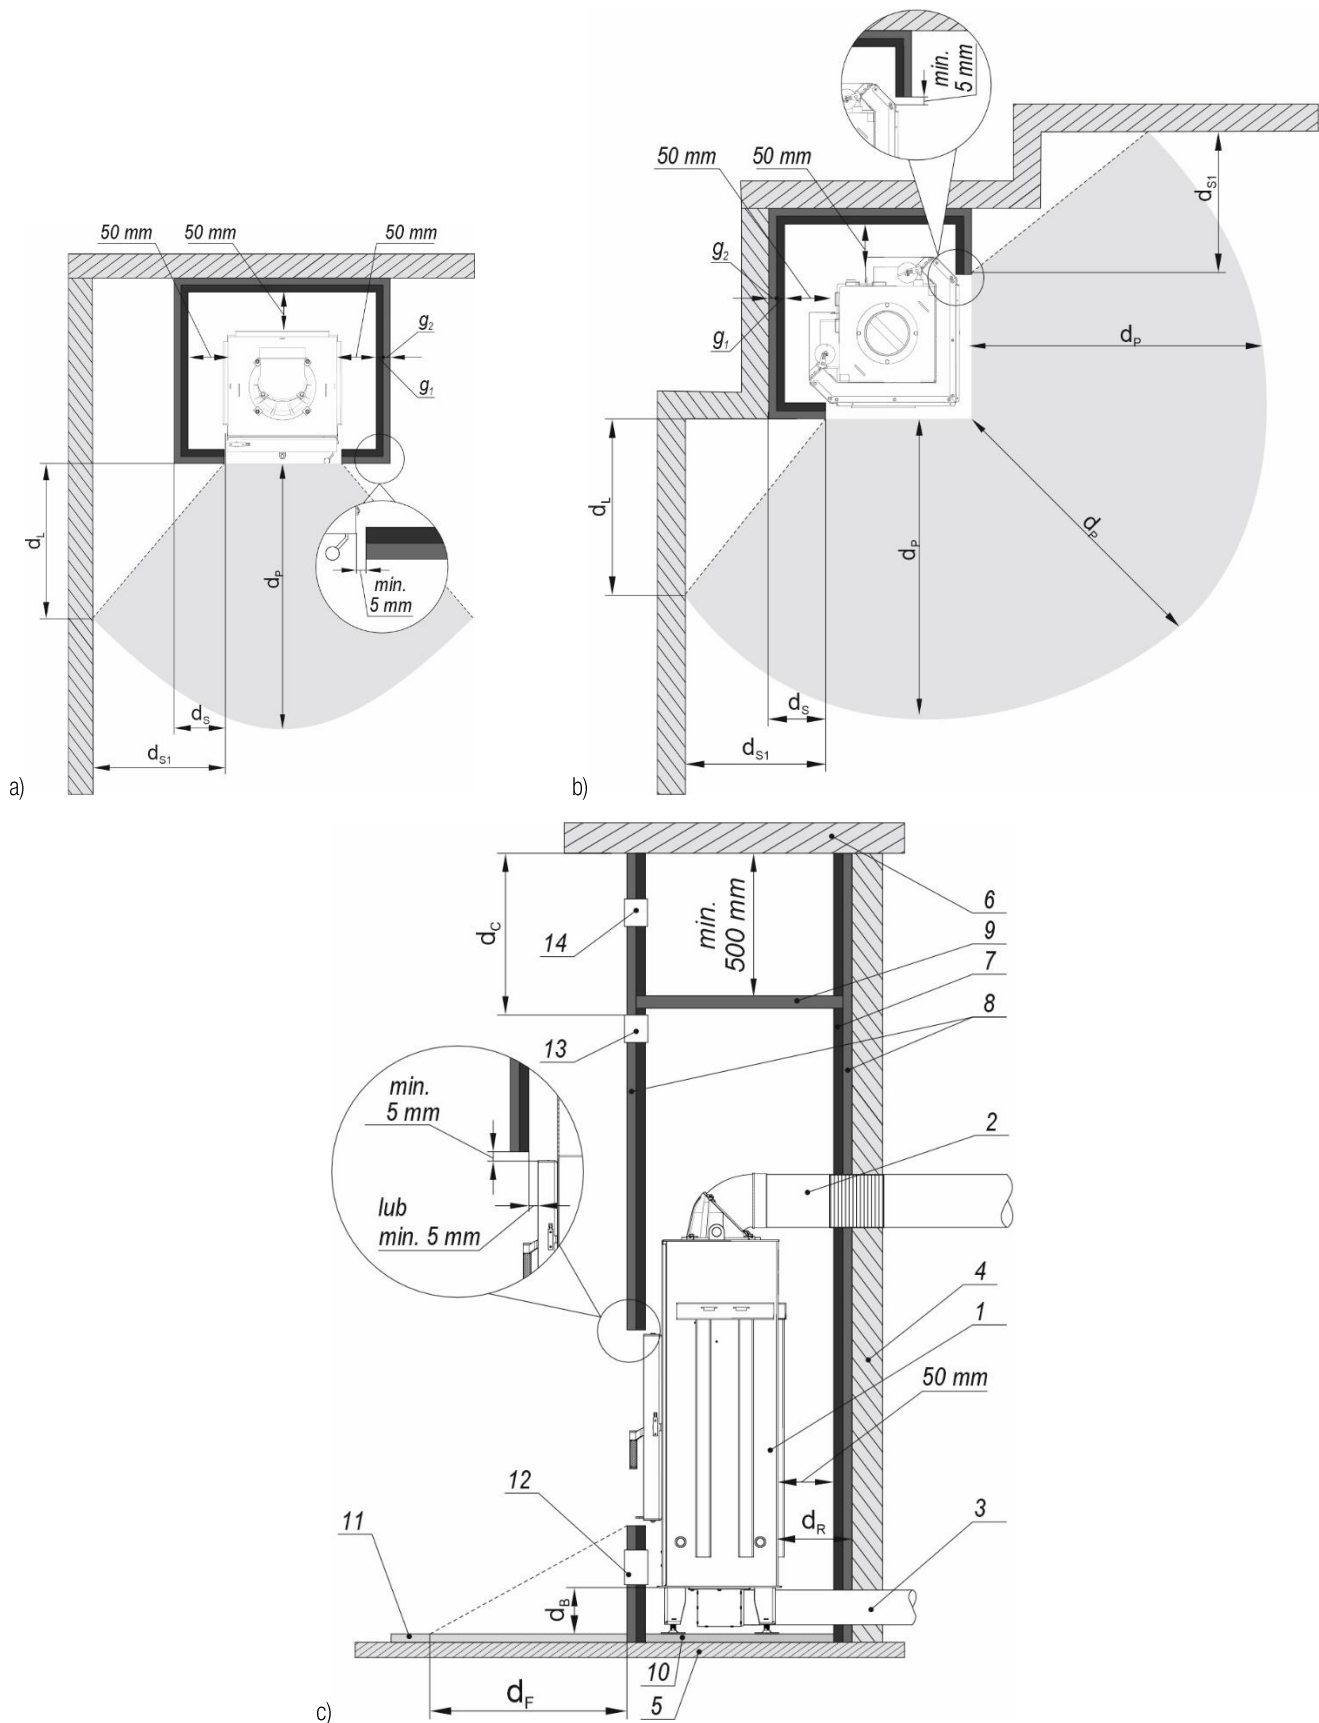 50 mm 50 mm 50 mm
g₂
g₁
dL
dP
min.
5 mm
dS
dS1
a)
min.
5 mm
50 mm 50 mm
dS1
g₂
g₁
dP
dL
dP
dP
dS
dS1
b)
6
min.
500 mm
dC
14
9
7
8
13
min.
5 mm
2
lub
min. 5 mm
4
1
50 mm
12
dR
3
11
dB
10
dF
5
c)